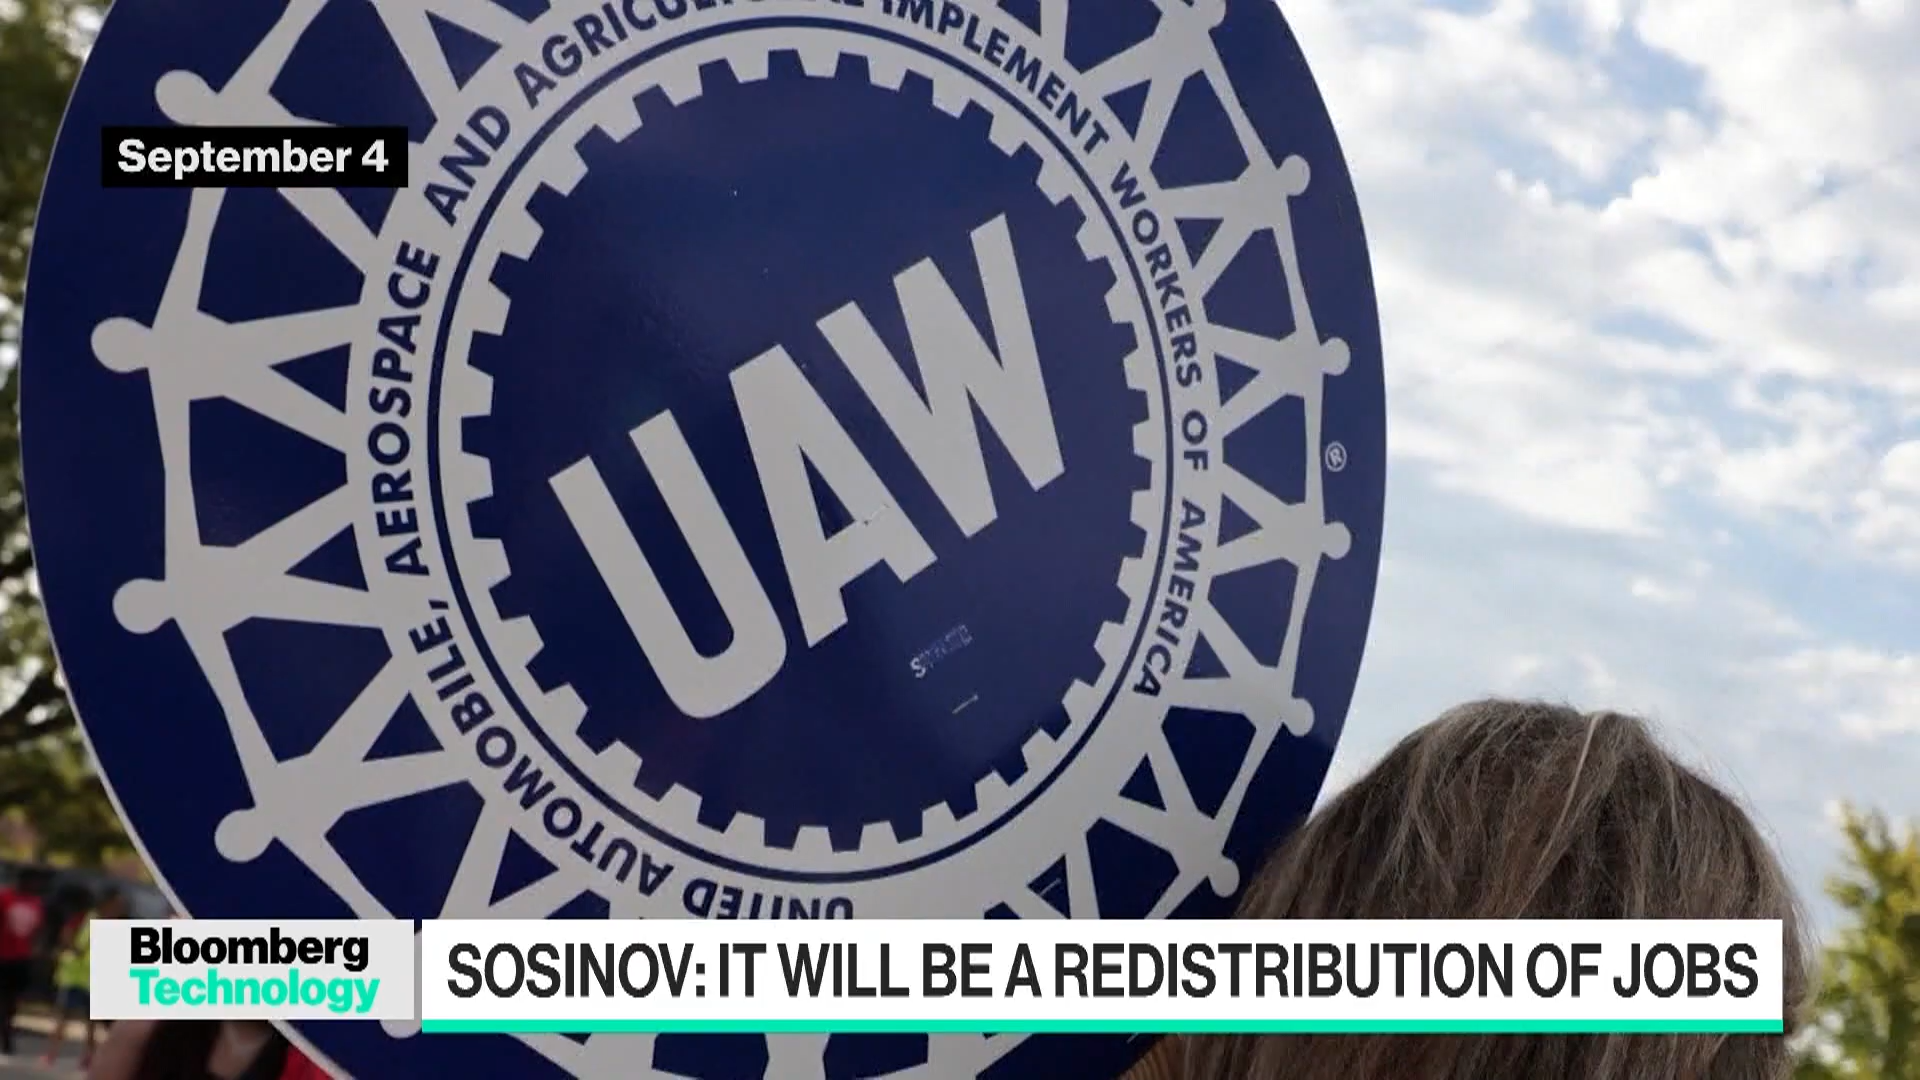 September 4
UNITED AUTOMOBILE, AEROSPACE AND AGRICULTURAL IMPLEMENT WORKERS OF AMERICA
UAW
®
Bloomberg
Technology
SOSINOV: IT WILL BE A REDISTRIBUTION OF JOBS